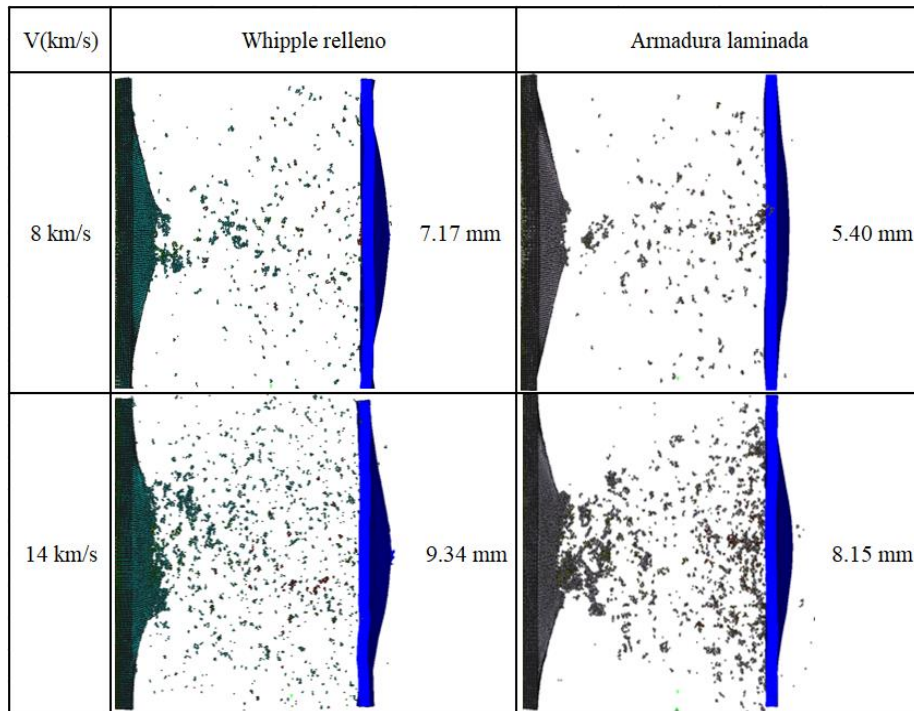 V(km/s) Whipple relleno Armadura laminada
8 km/s 7.17 mm 5.40 mm
14 km/s 9.34 mm 8.15 mm